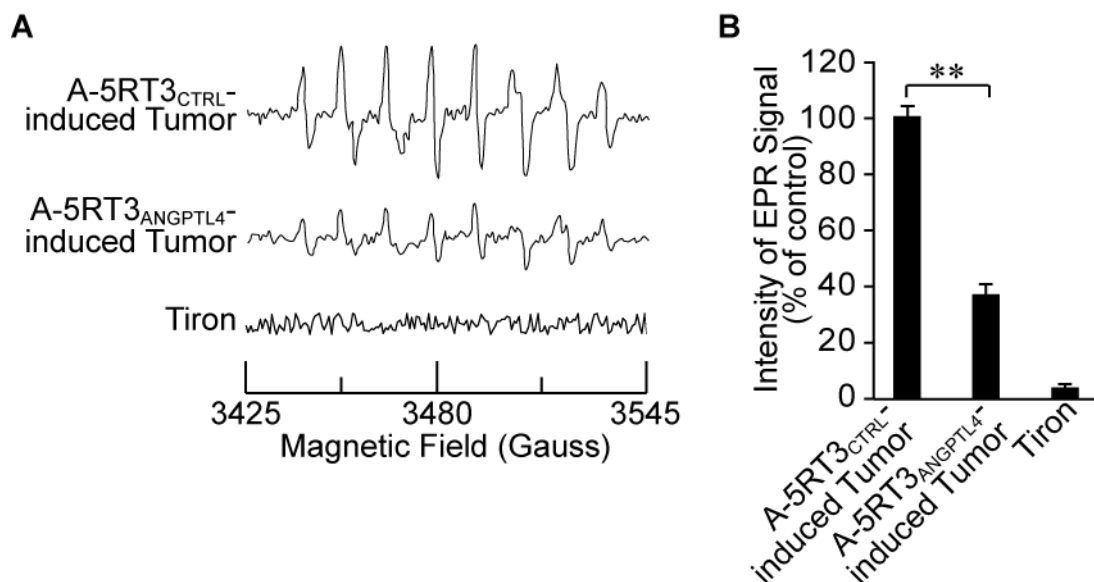 A
A-5RT3CTRL-
induced Tumor
A-5RT3ANGPTL4-
induced Tumor
Tiron
3425 3480 3545
Magnetic Field (Gauss)
B
Intensity of EPR Signal
(% of control)
120
100
80
60
40
20
0
**
A-5RT3CTRL-
induced Tumor
A-5RT3ANGPTL4-
induced Tumor
Tiron